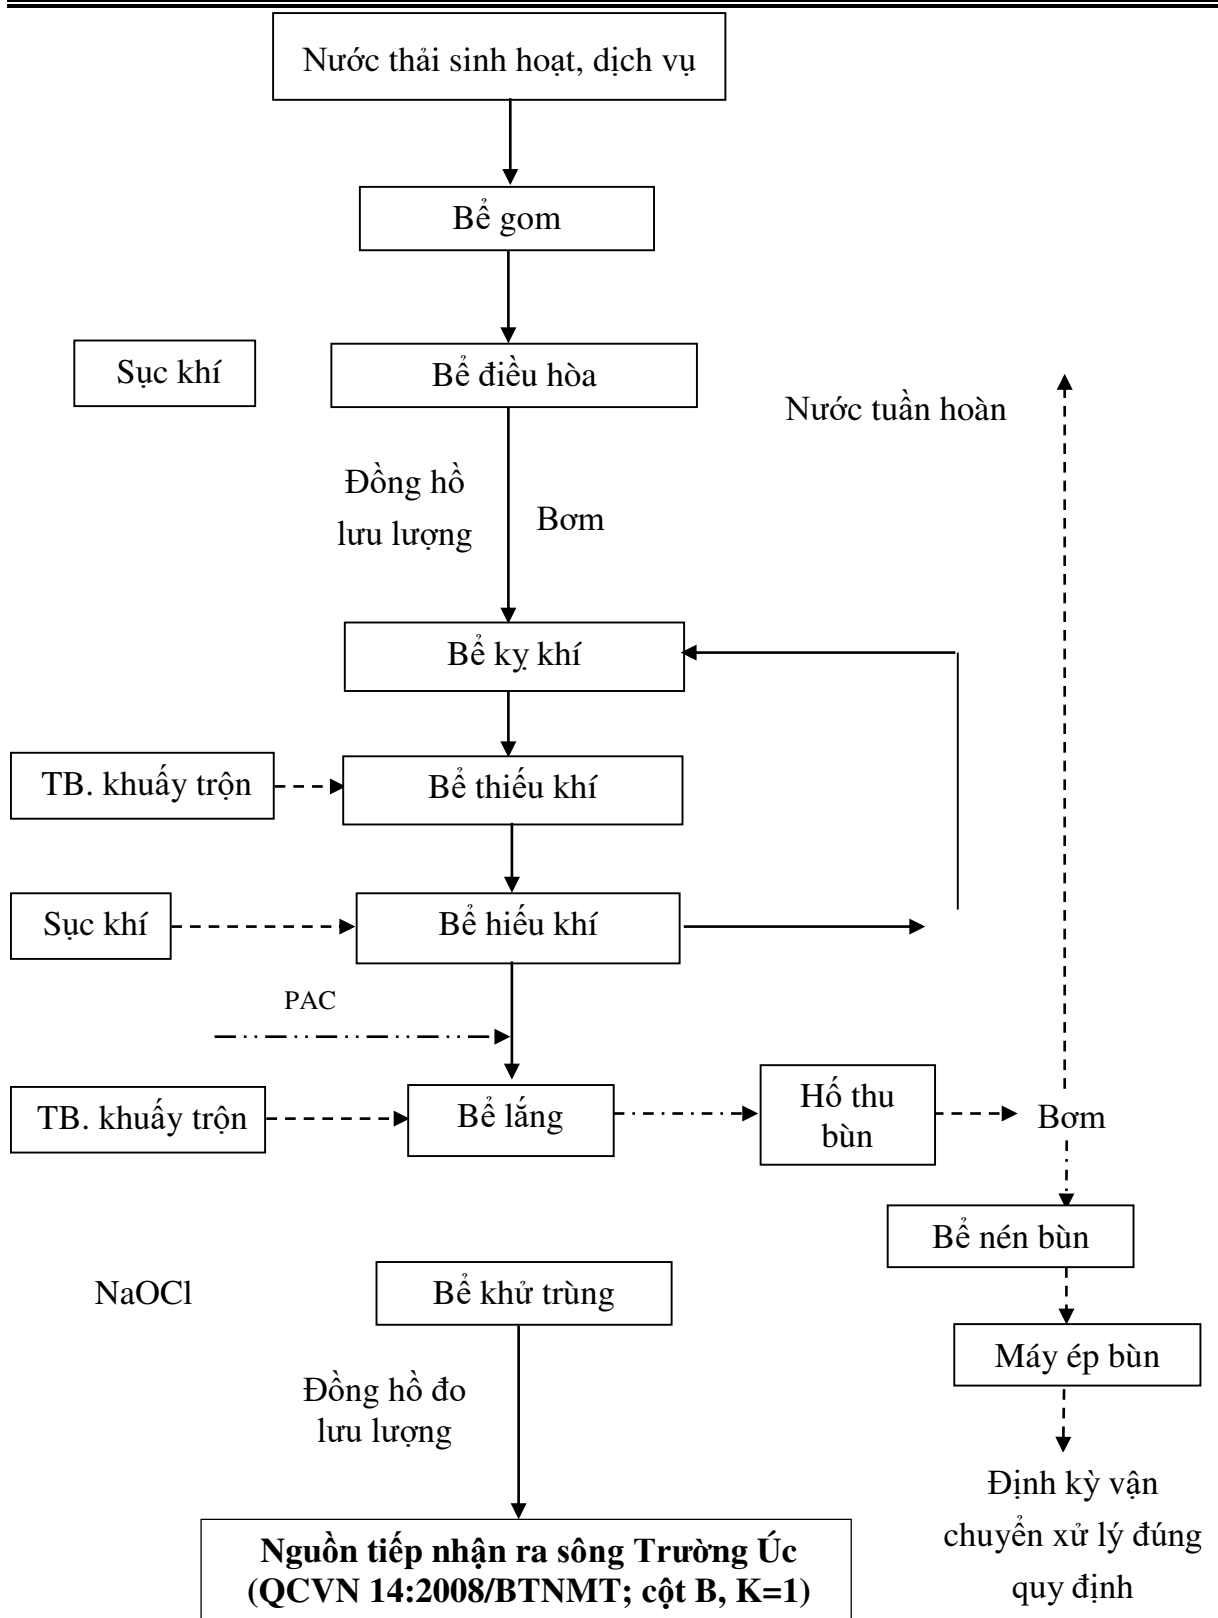 Nước thải sinh hoạt, dịch vụ
Bể gom
Sục khí
Bể điều hòa
Nước tuần hoàn
Đồng hồ
lưu lượng
Bơm
Bể kỵ khí
TB. khuấy trộn
Bể thiếu khí
Sục khí
Bể hiếu khí
PAC
TB. khuấy trộn
Bể lắng
Hố thu
bùn
Bơm
Bể nén bùn
NaOCl
Bể khử trùng
Máy ép bùn
Đồng hồ đo
lưu lượng
Định kỳ vận
chuyển xử lý đúng
quy định
Nguồn tiếp nhận ra sông Trường Úc
(QCVN 14:2008/BTNMT; cột B, K=1)